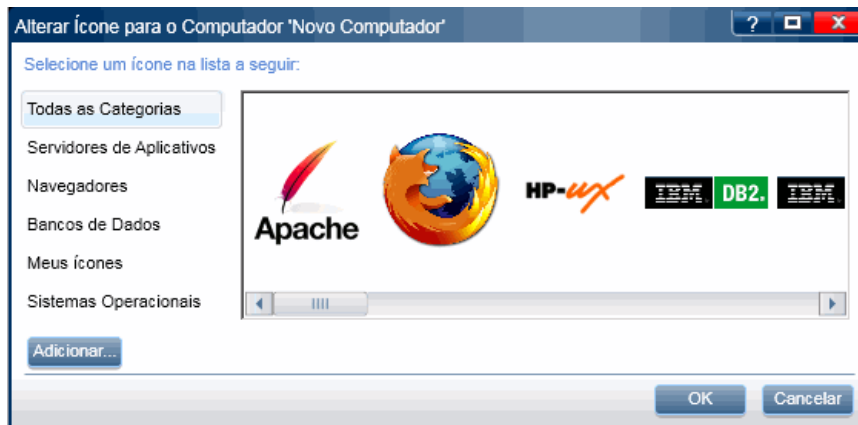 Alterar Ícone para o Computador 'Novo Computador'
?
X
Selecione um ícone na lista a seguir:
Todas as Categorias
Servidores de Aplicativos
Navegadores
Bancos de Dados
Meus ícones
Sistemas Operacionais
Apache
HP-ux
IBM. DB2.
IBM.
Adicionar...
OK
Cancelar